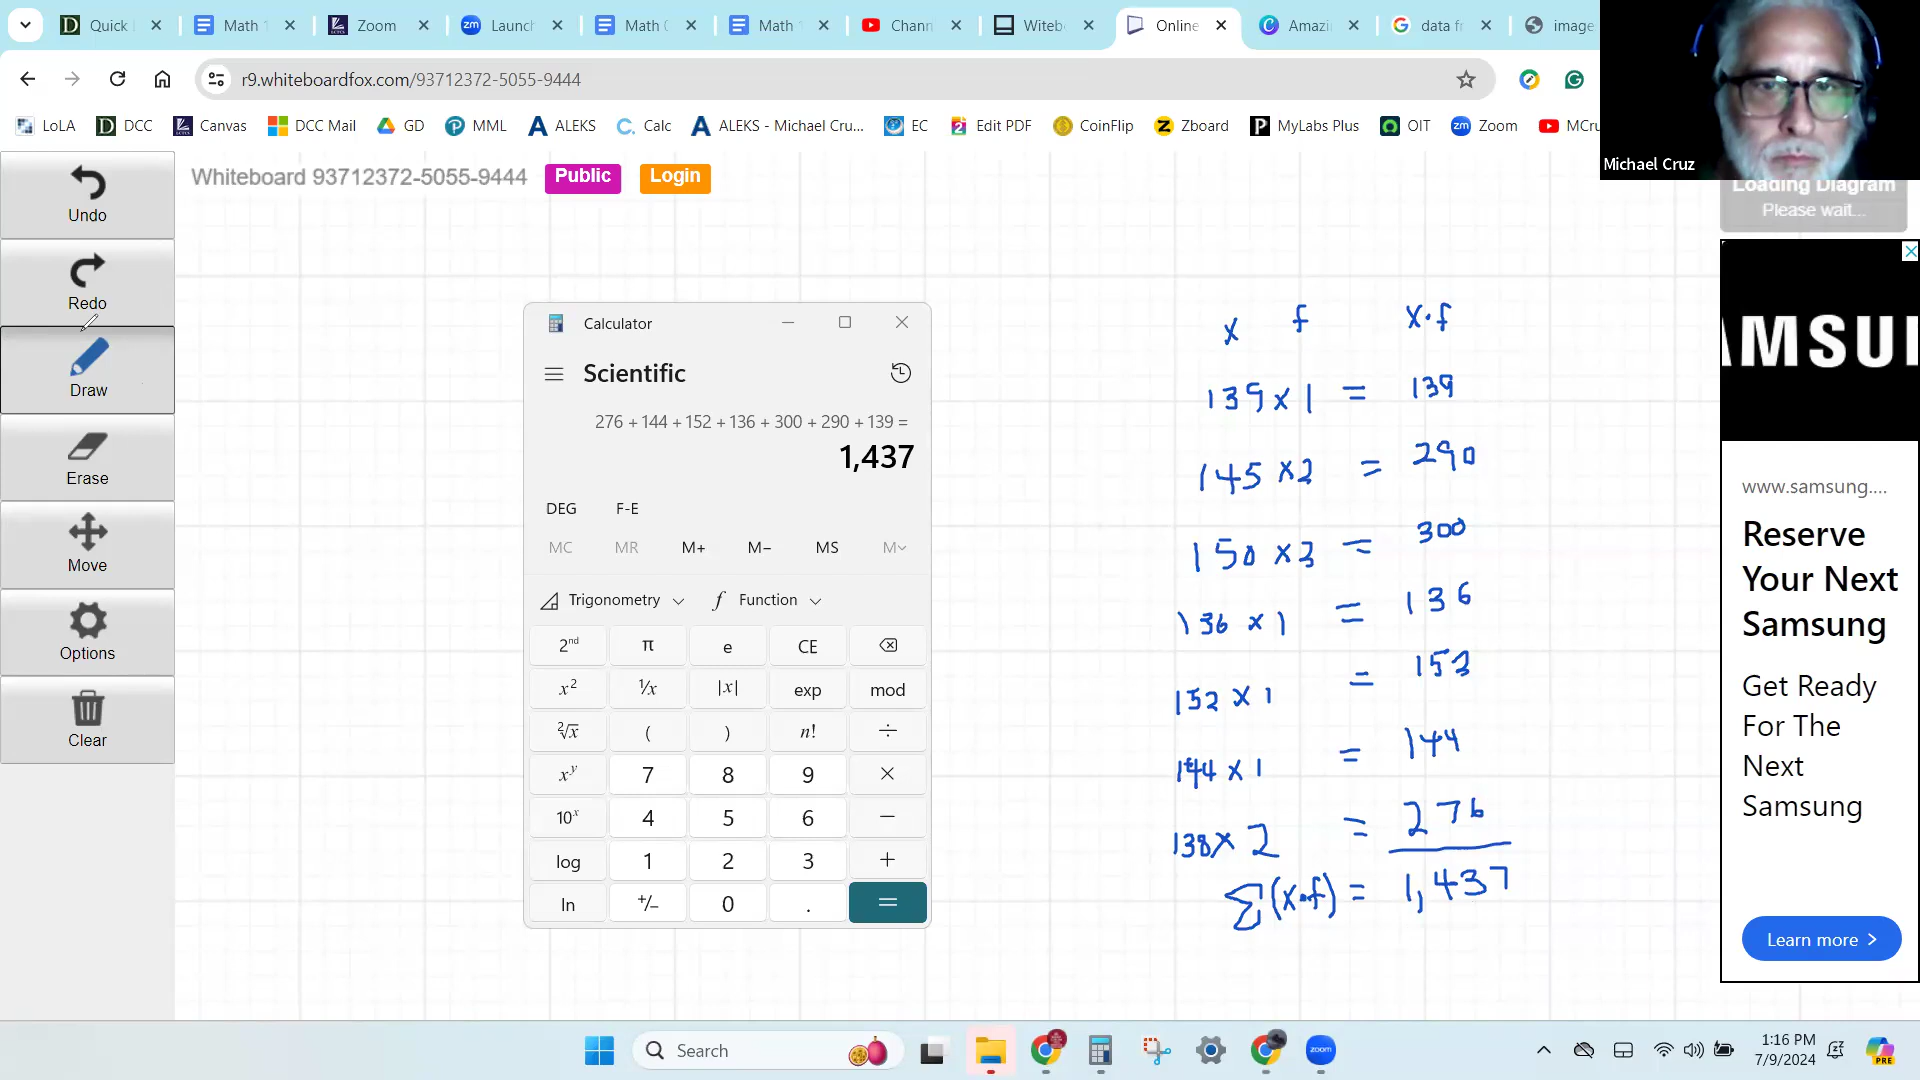 Quick
Math
Zoom
Launc
Math
Math
Chann
Witeb
Online
Amazi
data f
image
r9.whiteboardfox.com/93712372-5055-9444
LoLA
DCC
Canvas
DCC Mail
GD
MML
ALEKS
Calc
ALEKS - Michael Cru...
EC
Edit PDF
CoinFlip
Zboard
MyLabs Plus
OIT
Zoom
MCru
Michael Cruz
Undo
Redo
Draw
Erase
Move
Options
Clear
Whiteboard 93712372-5055-9444
Public
Login
Loading Diagram
Please wait...
Calculator
Scientific
276 + 144 + 152 + 136 + 300 + 290 + 139 =
1,437
DEG F-E
MC MR M+ M− MS M
Trigonometry
f Function
2nd π e CE
x² ¹/x |x| exp mod
²√x ( ) n! ÷
xʸ 7 8 9 ×
10ˣ 4 5 6 −
log 1 2 3 +
ln +/− 0 . =
x f x·f
139 x 1 = 139
145 x 2 = 290
150 x 2 = 300
136 x 1 = 136
152 x 1 = 152
144 x 1 = 144
138 x 2 = 276
∑(x·f) = 1,437
AMSU
www.samsung....
Reserve
Your Next
Samsung
Get Ready
For The
Next
Samsung
Learn more >
Search
zoom
1:16 PM
7/9/2024
PRE